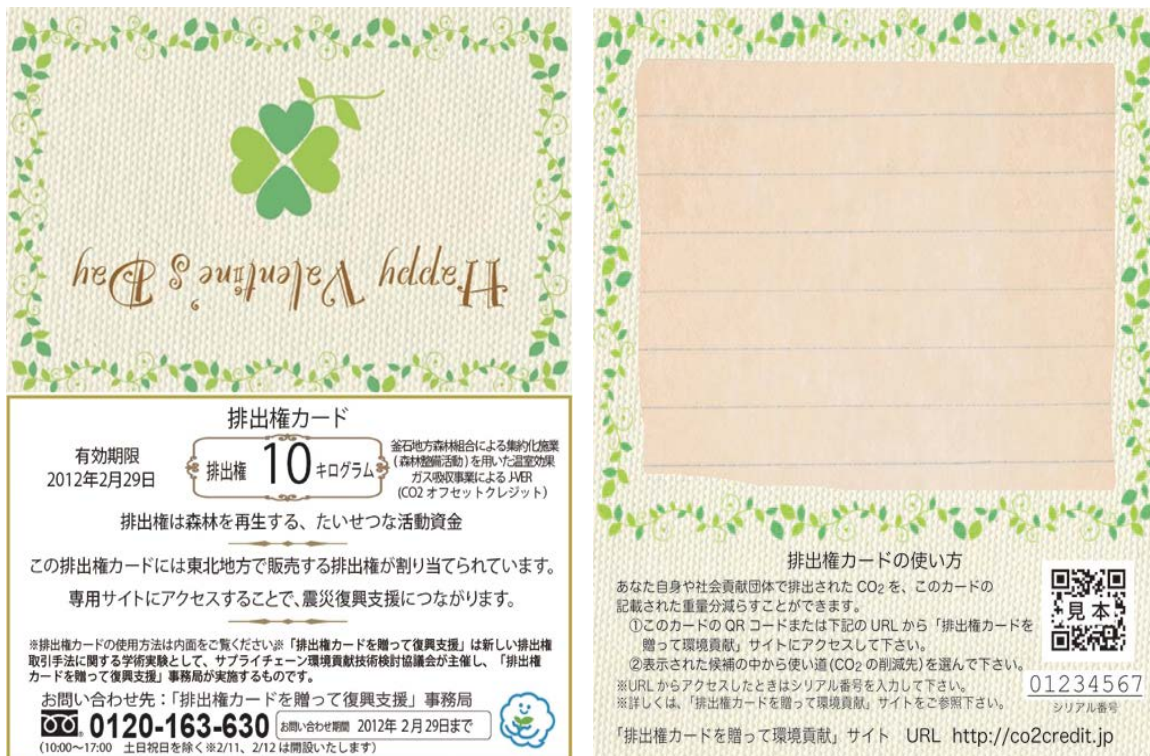 Happy Valentine's Day
排出権カード
有効期限
2012年2月29日
排出権 10 キログラム
釜石地方森林組合による集約化施業
(森林整備活動)を用いた温室効果
ガス吸収事業によるJ-VER
(CO2オフセットクレジット)
排出権は森林を再生する、たいせつな活動資金
この排出権カードには東北地方で販売する排出権が割り当てられています。
専用サイトにアクセスすることで、震災復興支援につながります。
※排出権カードの使用方法は内面をご覧ください※「排出権カードを贈って復興支援」は新しい排出権
取引手法に関する学術実験として、サプライチェーン環境貢献技術検討協議会が主催し、「排出権
カードを贈って復興支援」事務局が実施するものです。
お問い合わせ先：「排出権カードを贈って復興支援」事務局
0120-163-630 お問い合わせ期間 2012年2月29日まで
(10:00〜17:00 土日祝日を除く※2/11、2/12は開設いたします)
排出権カードの使い方
あなた自身や社会貢献団体で排出されたCO2を、このカードの
記載された重量分減らすことができます。
①このカードのQRコードまたは下記のURLから「排出権カードを
贈って環境貢献」サイトにアクセスして下さい。
②表示された候補の中から使い道(CO2の削減先)を選んで下さい。
※URLからアクセスしたときはシリアル番号を入力して下さい。
※詳しくは、「排出権カードを贈って環境貢献」サイトをご参照下さい。
見本
01234567
シリアル番号
「排出権カードを贈って環境貢献」サイト URL http://co2credit.jp